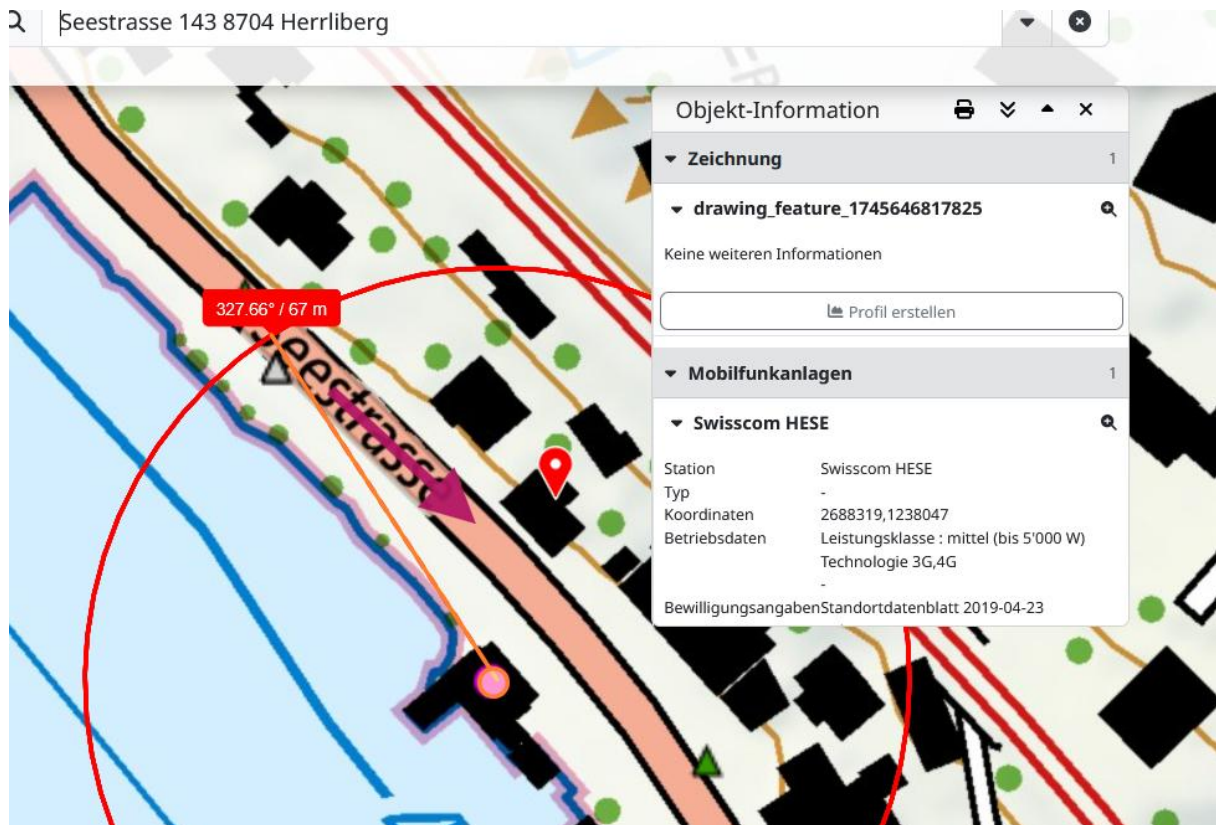 Seestrasse 143 8704 Herrliberg
Objekt-Information
Zeichnung 1
drawing_feature_1745646817825
Keine weiteren Informationen
Profil erstellen
Mobilfunkanlagen 1
Swisscom HESE
Station Swisscom HESE
Typ -
Koordinaten 2688319,1238047
Betriebsdaten Leistungsklasse : mittel (bis 5'000 W)
Technologie 3G,4G
-
BewilligungsangabenStandortdatenblatt 2019-04-23
327.66° / 67 m
Seestrasse